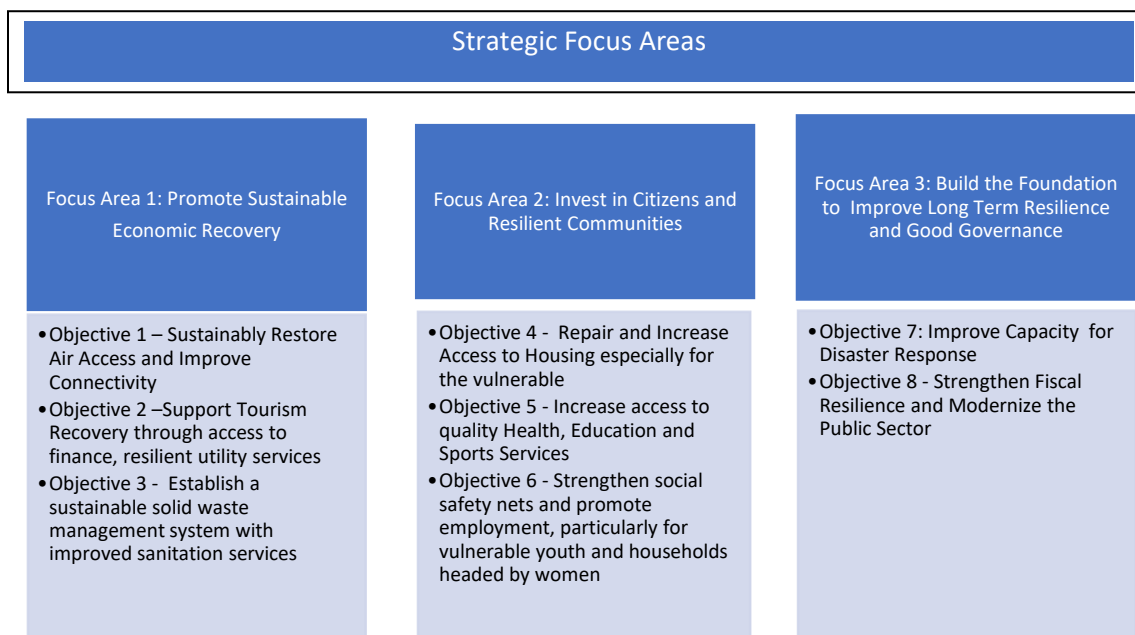 Strategic Focus Areas
Focus Area 1: Promote Sustainable
Economic Recovery
•Objective 1 – Sustainably Restore
Air Access and Improve
Connectivity
•Objective 2 –Support Tourism
Recovery through access to
finance, resilient utility services
•Objective 3 - Establish a
sustainable solid waste
management system with
improved sanitation services
Focus Area 2: Invest in Citizens and
Resilient Communities
•Objective 4 - Repair and Increase
Access to Housing especially for
the vulnerable
•Objective 5 - Increase access to
quality Health, Education and
Sports Services
•Objective 6 - Strengthen social
safety nets and promote
employment, particularly for
vulnerable youth and households
headed by women
Focus Area 3: Build the Foundation
to Improve Long Term Resilience
and Good Governance
•Objective 7: Improve Capacity for
Disaster Response
•Objective 8 - Strengthen Fiscal
Resilience and Modernize the
Public Sector